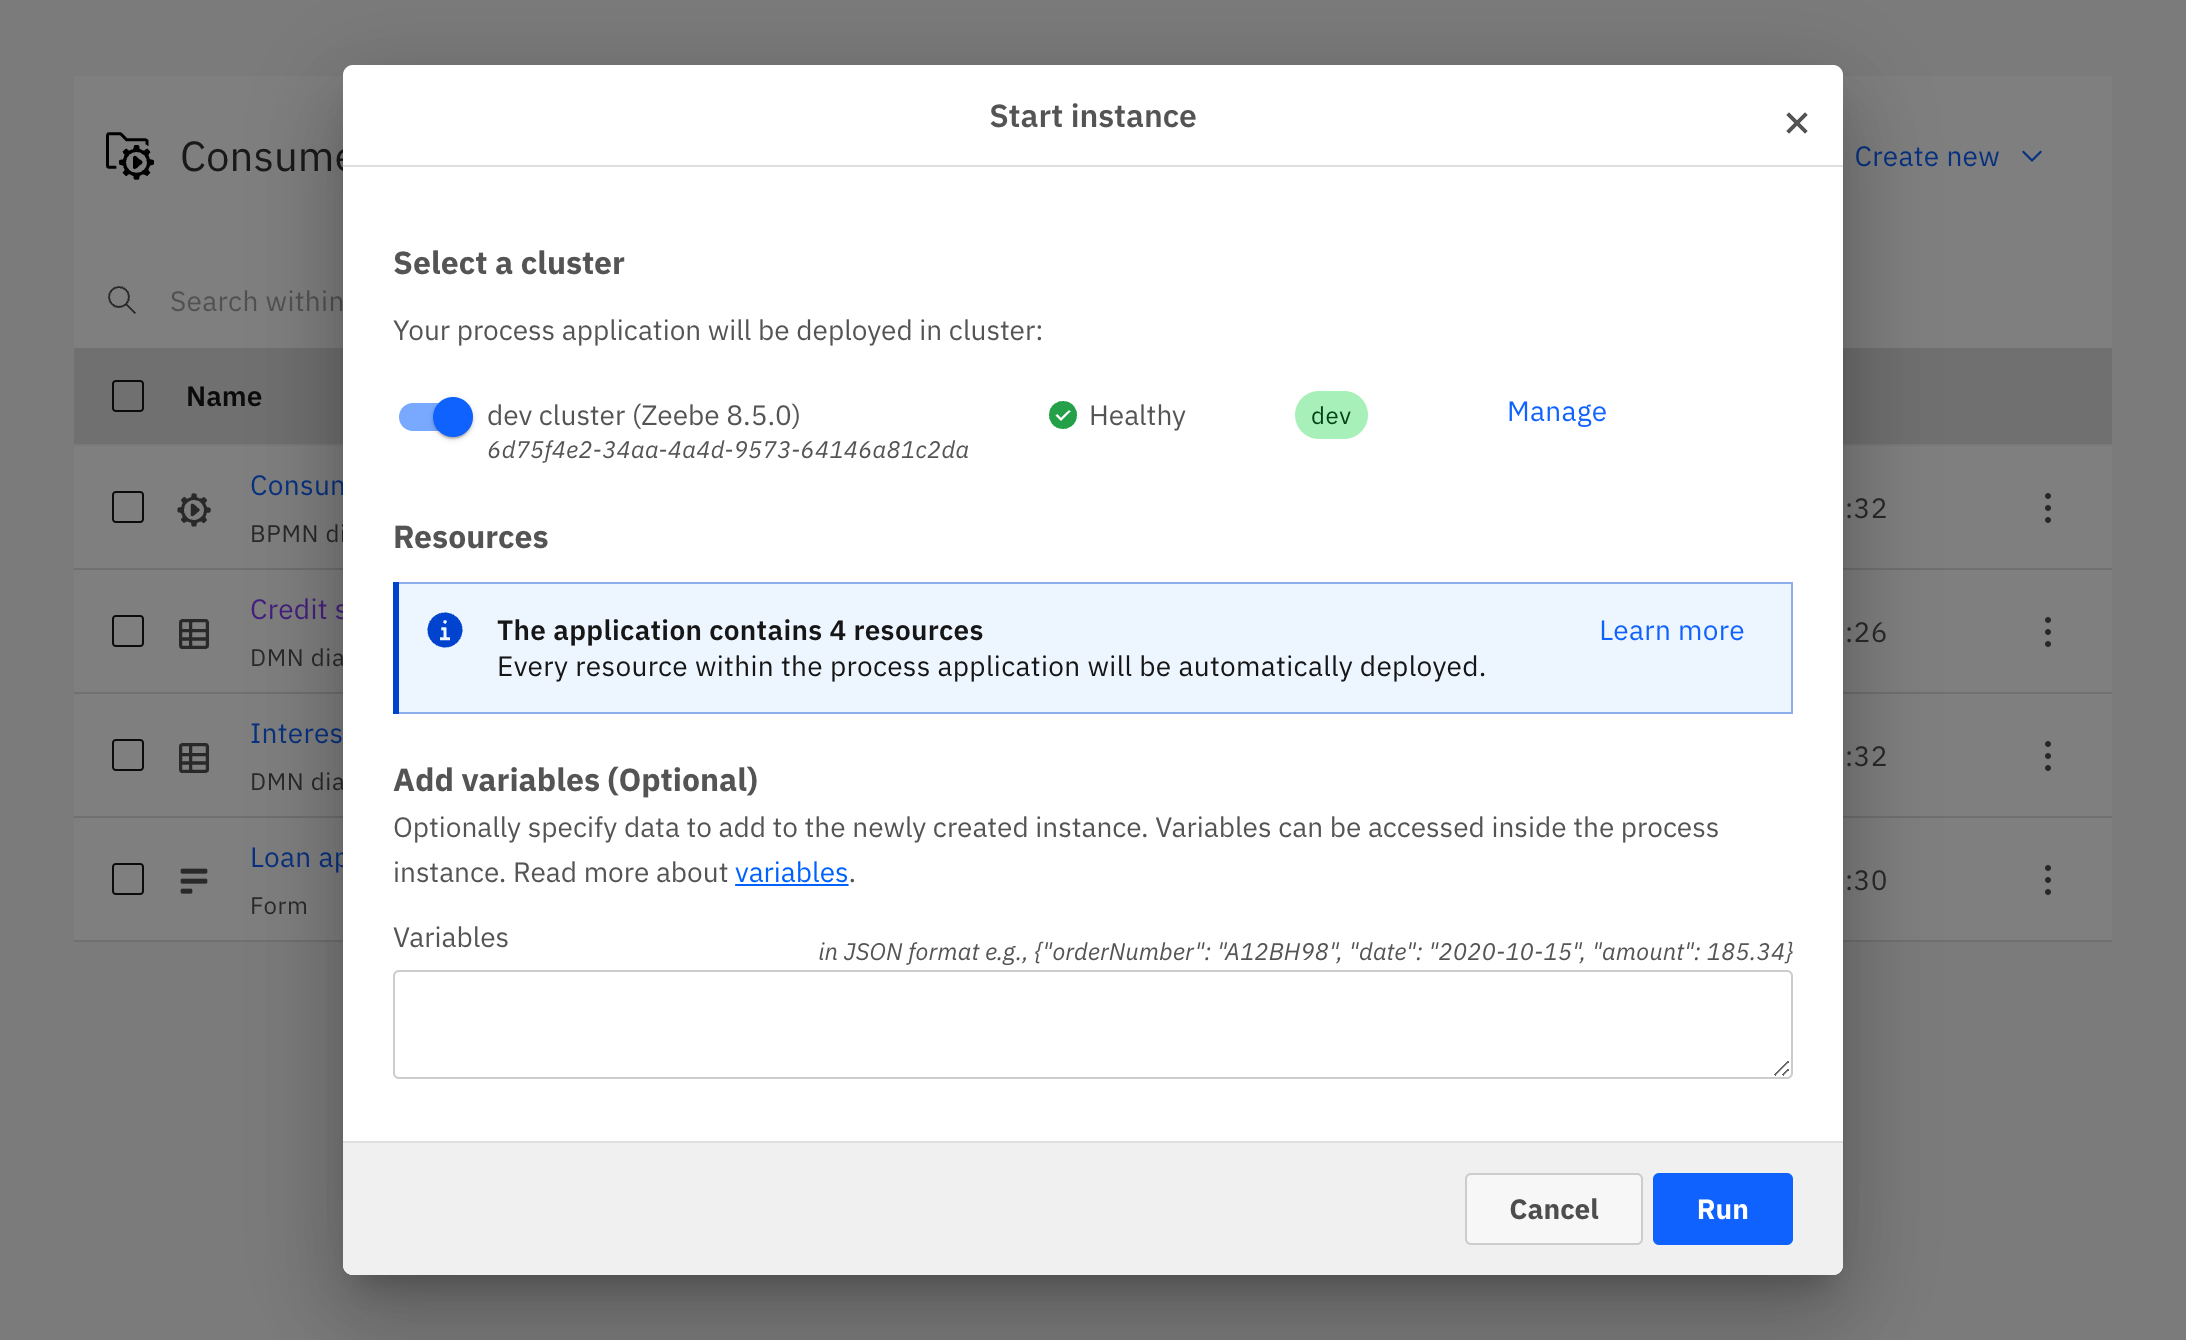 Start instance
Consume
Create new
Search within
Name
Select a cluster
Your process application will be deployed in cluster:
dev cluster (Zeebe 8.5.0)
6d75f4e2-34aa-4a4d-9573-64146a81c2da
Healthy
dev
Manage
Resources
The application contains 4 resources
Every resource within the process application will be automatically deployed.
Learn more
Add variables (Optional)
Optionally specify data to add to the newly created instance. Variables can be accessed inside the process
instance. Read more about variables.
Variables
in JSON format e.g., {"orderNumber": "A12BH98", "date": "2020-10-15", "amount": 185.34}
Cancel
Run
Consum
BPMN di
:32
Credit s
DMN dia
:26
Interes
DMN dia
:32
Loan ap
Form
:30